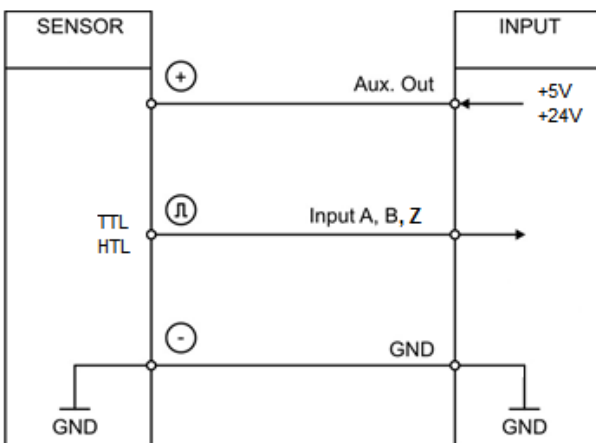 SENSOR
INPUT
+
Aux. Out
+5V
+24V
TTL
HTL
Input A, B, Z
-
GND
GND
GND